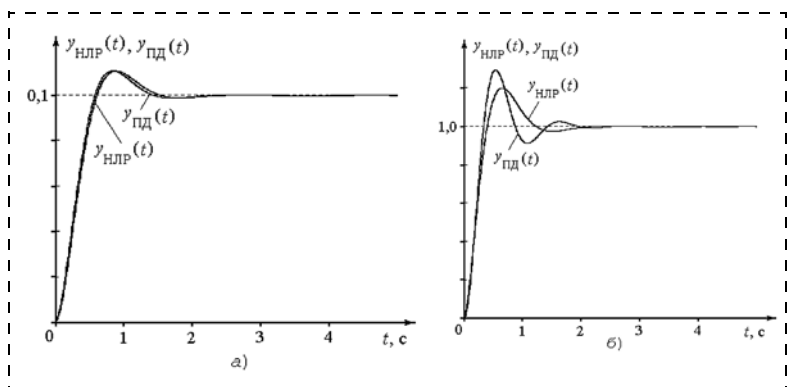 y_НЛР(t), y_ПД(t)
0,1
y_ПД(t)
y_НЛР(t)
0 1 2 3 4 t, с
а)
y_НЛР(t), y_ПД(t)
y_НЛР(t)
1,0
y_ПД(t)
0 1 2 3 4 t, с
б)